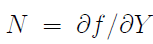 N = ∂f/∂Y